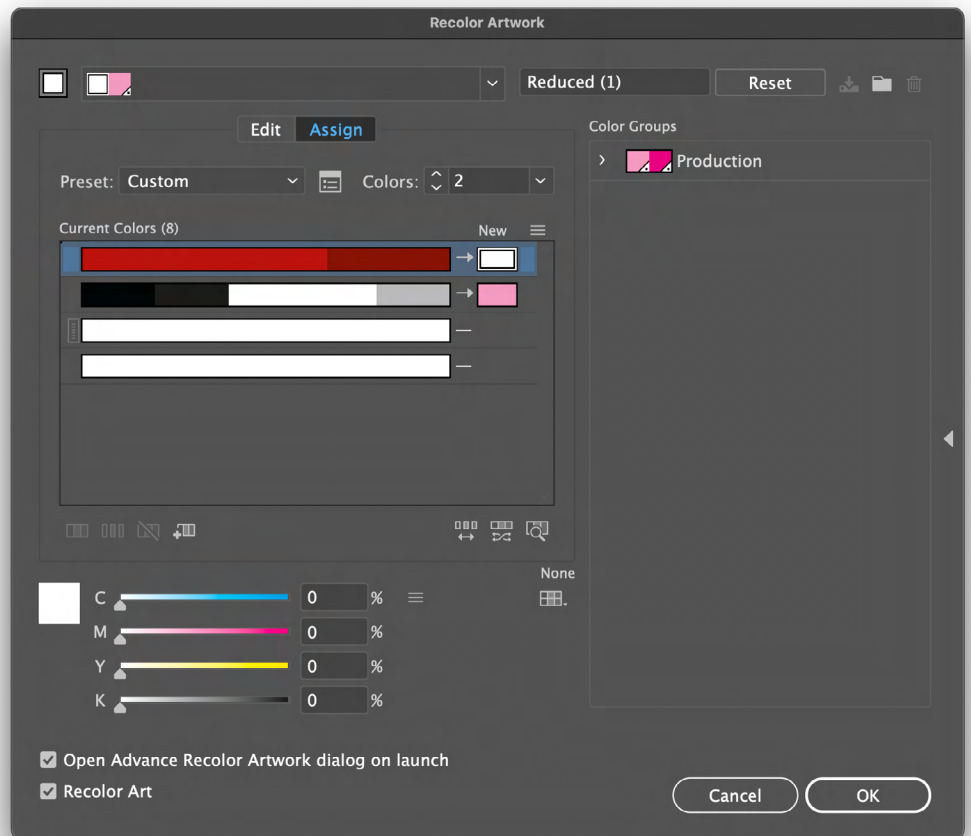 Recolor Artwork
Reduced (1)
Reset
Edit
Assign
Color Groups
Production
Preset: Custom
Colors: 2
Current Colors (8)
New
None
C 0 %
M 0 %
Y 0 %
K 0 %
Open Advance Recolor Artwork dialog on launch
Recolor Art
Cancel
OK